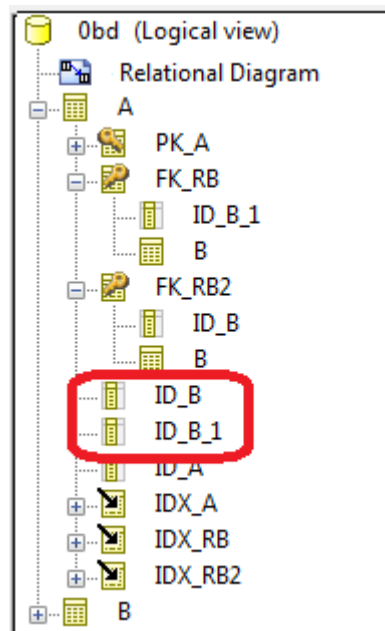 0bd (Logical view)
Relational Diagram
A
PK_A
FK_RB
ID_B_1
B
FK_RB2
ID_B
B
ID_B
ID_B_1
ID_A
IDX_A
IDX_RB
IDX_RB2
B